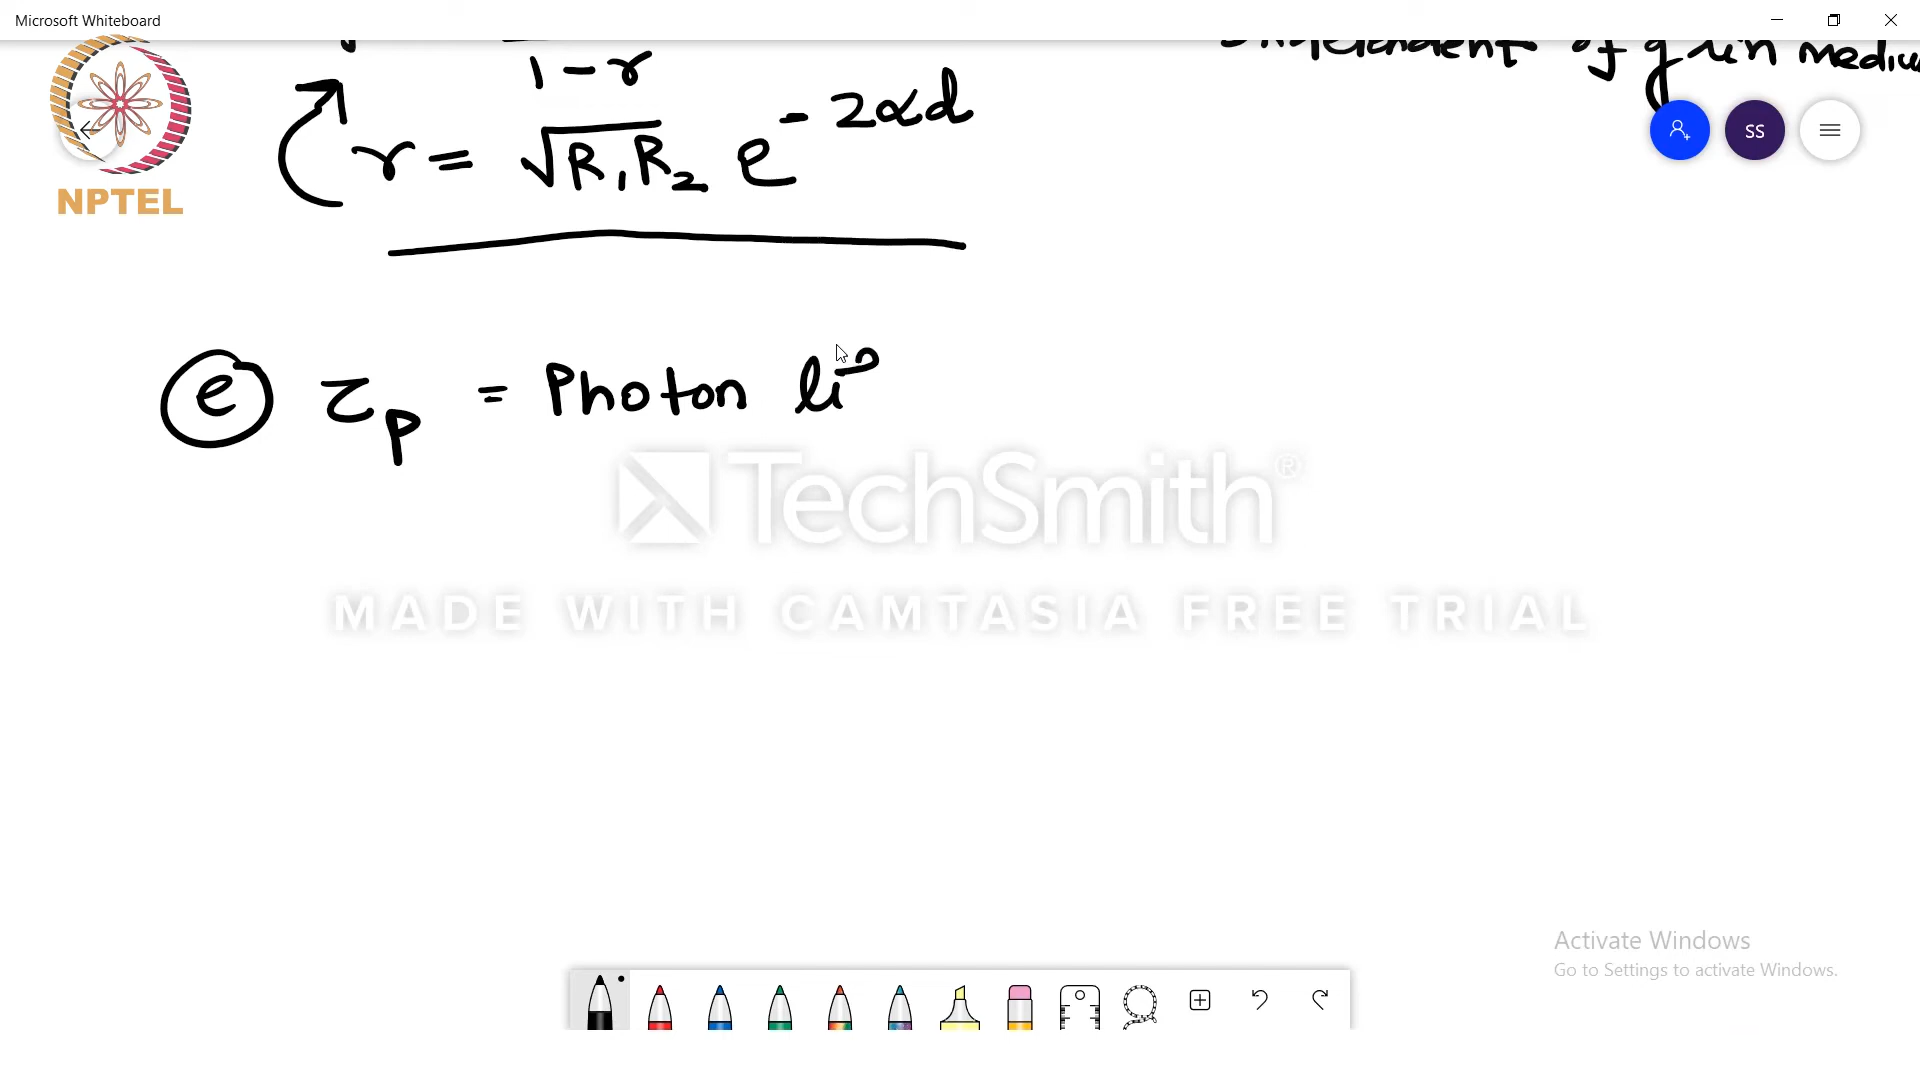 Microsoft Whiteboard
of gain medium
1 - r
r = √R₁R₂ e^-2αd
SS
NPTEL
e τp = Photon li
TechSmith®
MADE WITH CAMTASIA FREE TRIAL
Activate Windows
Go to Settings to activate Windows.